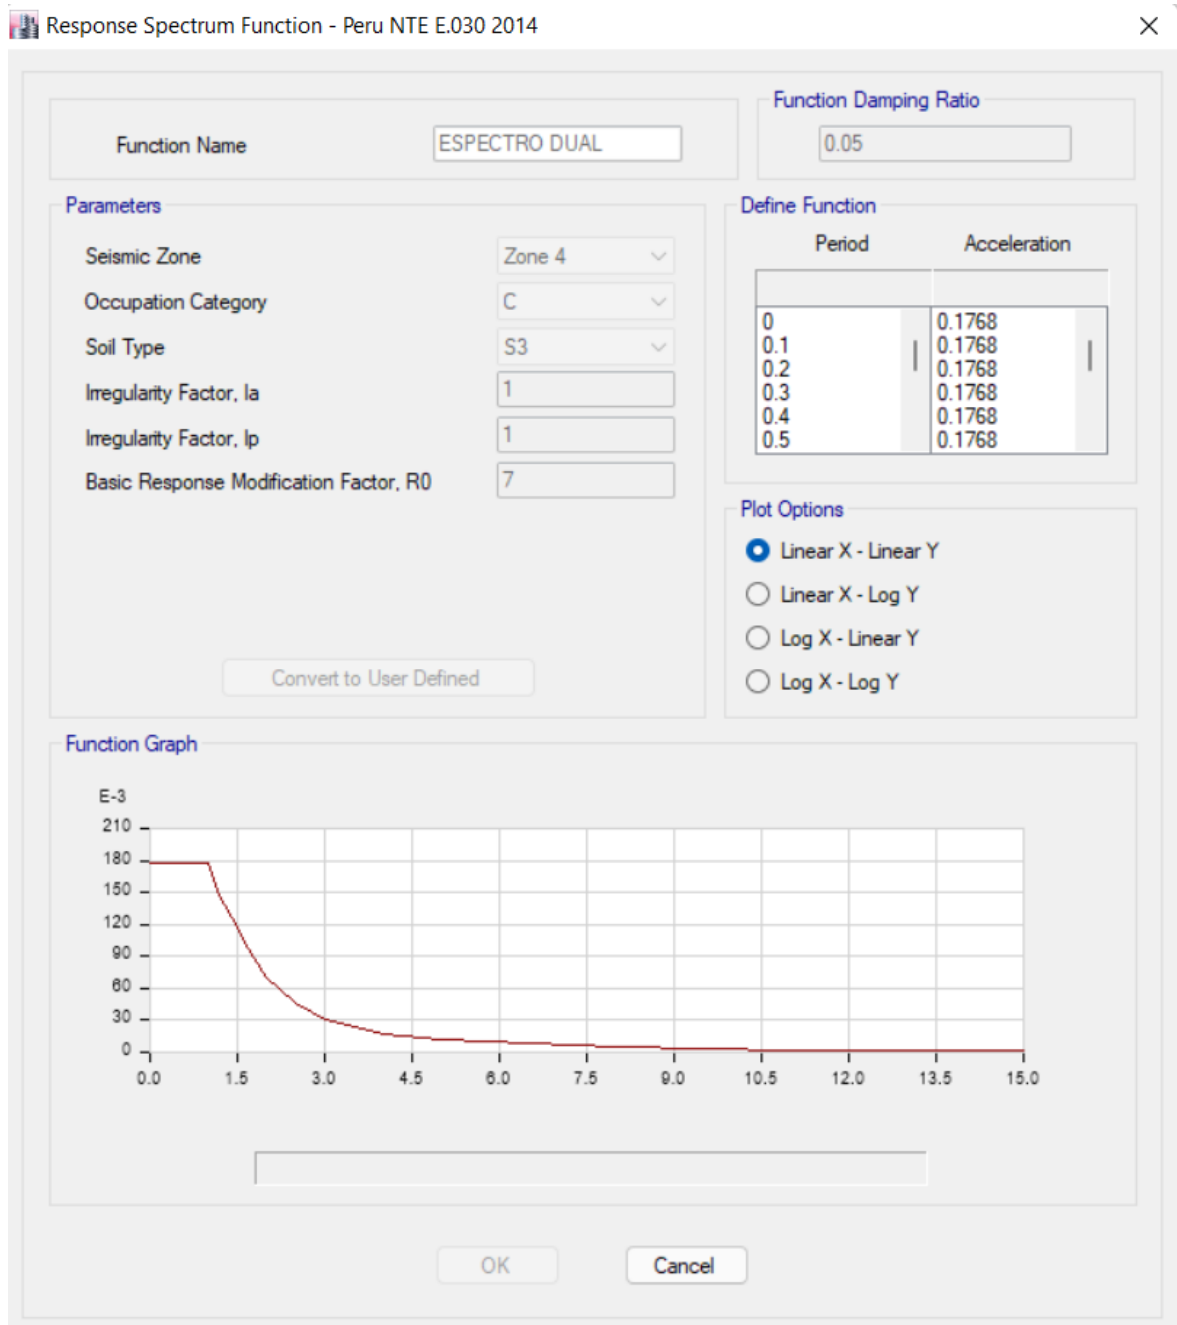 Response Spectrum Function - Peru NTE E.030 2014
Function Name
ESPECTRO DUAL
Function Damping Ratio
0.05
Parameters
Seismic Zone
Zone 4
Occupation Category
C
Soil Type
S3
Irregularity Factor, Ia
1
Irregularity Factor, Ip
1
Basic Response Modification Factor, R0
7
Convert to User Defined
Define Function
Period Acceleration
0 0.1768
0.1 0.1768
0.2 0.1768
0.3 0.1768
0.4 0.1768
0.5 0.1768
Plot Options
Linear X - Linear Y
Linear X - Log Y
Log X - Linear Y
Log X - Log Y
Function Graph
E-3
210
180
150
120
90
60
30
0
0.0 1.5 3.0 4.5 6.0 7.5 9.0 10.5 12.0 13.5 15.0
OK Cancel